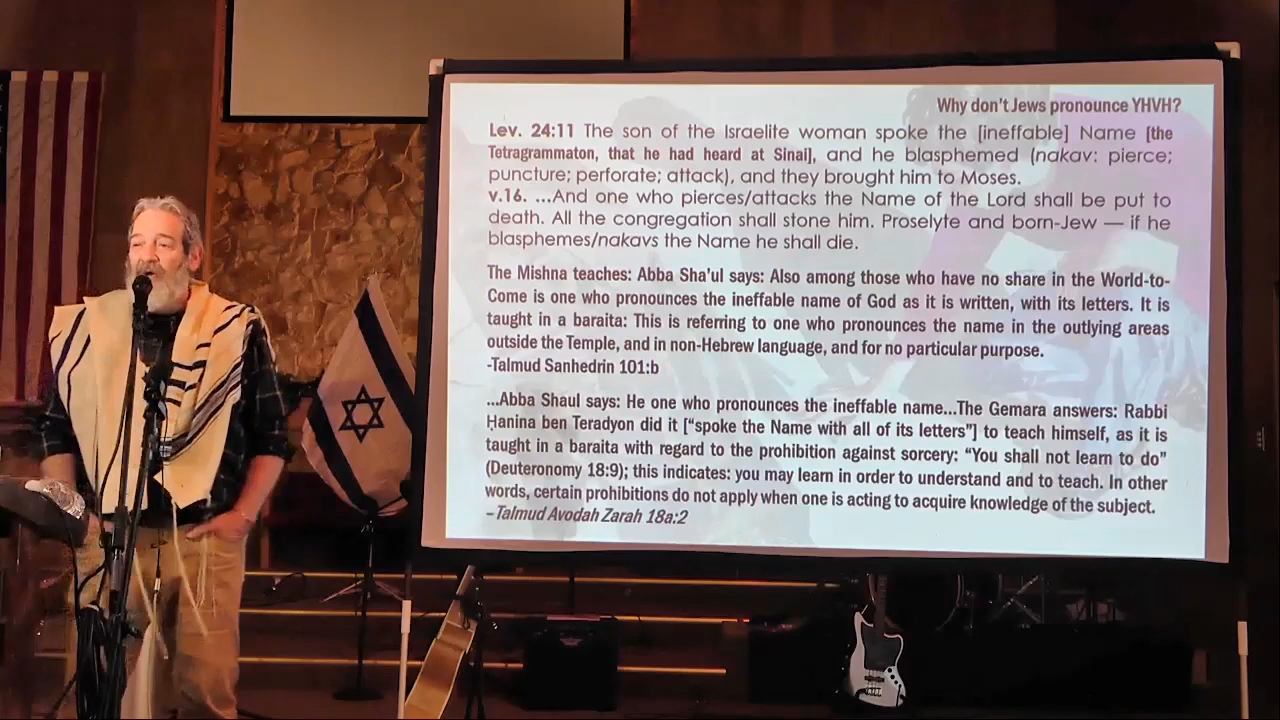 Why don't Jews pronounce YHVH?
Lev. 24:11 The son of the Israelite woman spoke the [ineffable] Name [the
Tetragrammaton, that he had heard at Sinai], and he blasphemed (nakav: pierce;
puncture; perforate; attack), and they brought him to Moses.
v.16. ...And one who pierces/attacks the Name of the Lord shall be put to
death. All the congregation shall stone him. Proselyte and born-Jew — if he
blasphemes/nakavs the Name he shall die.
The Mishna teaches: Abba Sha'ul says: Also among those who have no share in the World-to-
Come is one who pronounces the ineffable name of God as it is written, with its letters. It is
taught in a baraita: This is referring to one who pronounces the name in the outlying areas
outside the Temple, and in non-Hebrew language, and for no particular purpose.
-Talmud Sanhedrin 101:b
...Abba Shaul says: He one who pronounces the ineffable name...The Gemara answers: Rabbi
Ḥanina ben Teradyon did it ["spoke the Name with all of its letters"] to teach himself, as it is
taught in a baraita with regard to the prohibition against sorcery: "You shall not learn to do"
(Deuteronomy 18:9); this indicates: you may learn in order to understand and to teach. In other
words, certain prohibitions do not apply when one is acting to acquire knowledge of the subject.
–Talmud Avodah Zarah 18a:2